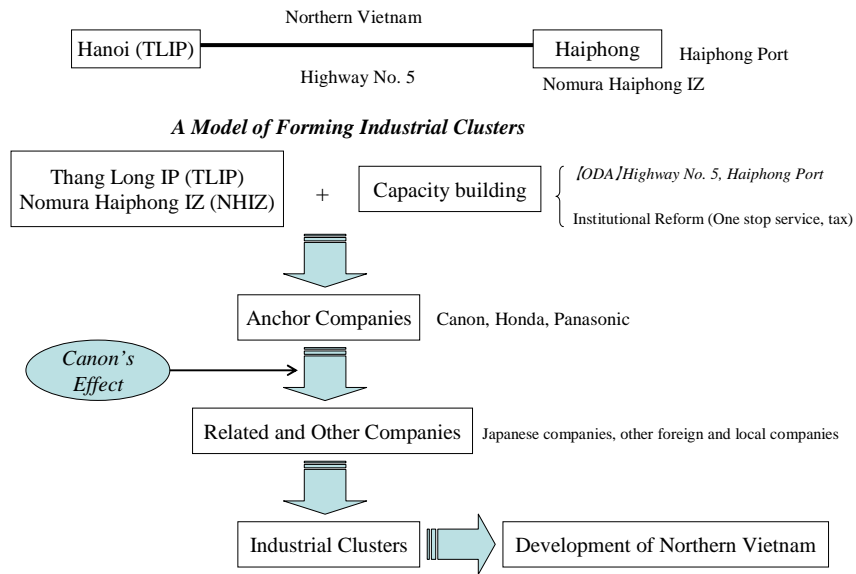 Northern Vietnam
Hanoi (TLIP)
Haiphong
Haiphong Port
Highway No. 5
Nomura Haiphong IZ
A Model of Forming Industrial Clusters
Thang Long IP (TLIP)
Nomura Haiphong IZ (NHIZ)
+
Capacity building
【ODA】Highway No. 5, Haiphong Port
Institutional Reform (One stop service, tax)
Anchor Companies
Canon, Honda, Panasonic
Canon's
Effect
Related and Other Companies
Japanese companies, other foreign and local companies
Industrial Clusters
Development of Northern Vietnam